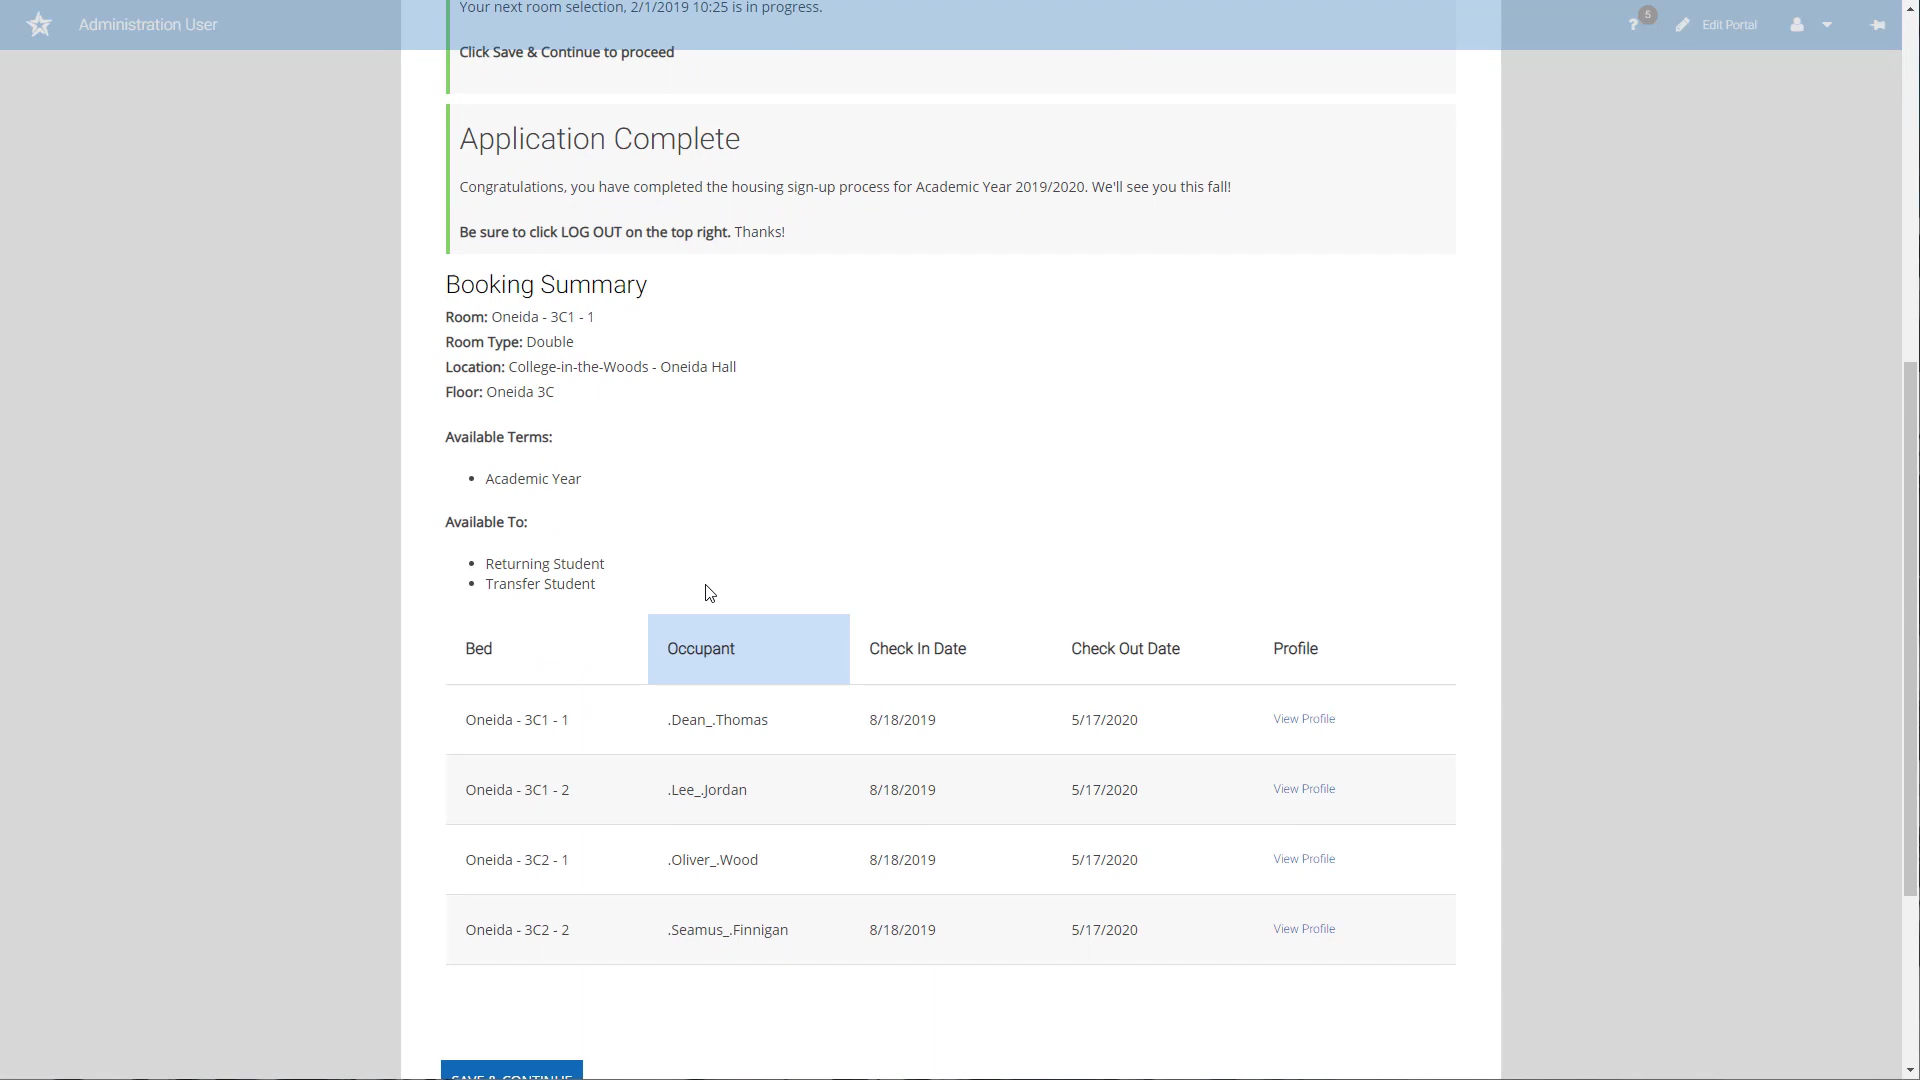 Your next room selection, 2/1/2019 10:25 is in progress.
Administration User
5
?
Edit Portal
Click Save & Continue to proceed
Application Complete
Congratulations, you have completed the housing sign-up process for Academic Year 2019/2020. We'll see you this fall!
Be sure to click LOG OUT on the top right. Thanks!
Booking Summary
Room: Oneida - 3C1 - 1
Room Type: Double
Location: College-in-the-Woods - Oneida Hall
Floor: Oneida 3C
Available Terms:
• Academic Year
Available To:
• Returning Student
• Transfer Student
Bed Occupant Check In Date Check Out Date Profile
Oneida - 3C1 - 1 .Dean_.Thomas 8/18/2019 5/17/2020 View Profile
Oneida - 3C1 - 2 .Lee_.Jordan 8/18/2019 5/17/2020 View Profile
Oneida - 3C2 - 1 .Oliver_.Wood 8/18/2019 5/17/2020 View Profile
Oneida - 3C2 - 2 .Seamus_.Finnigan 8/18/2019 5/17/2020 View Profile
SAVE & CONTINUE